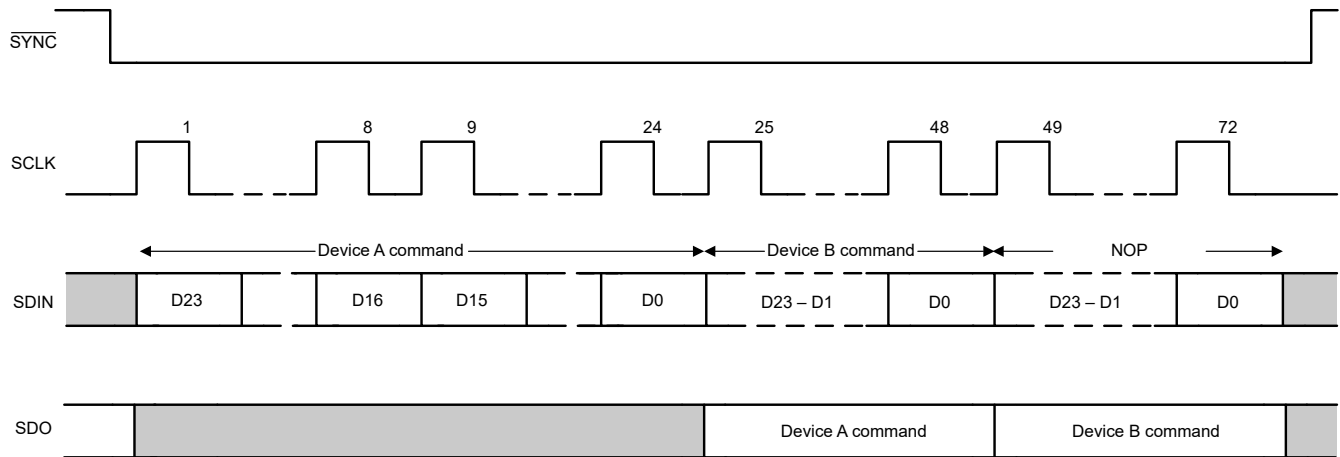 SYNC
1 8 9 24 25 48 49 72
SCLK
Device A command Device B command NOP
SDIN D23 D16 D15 D0 D23 – D1 D0 D23 – D1 D0
SDO Device A command Device B command